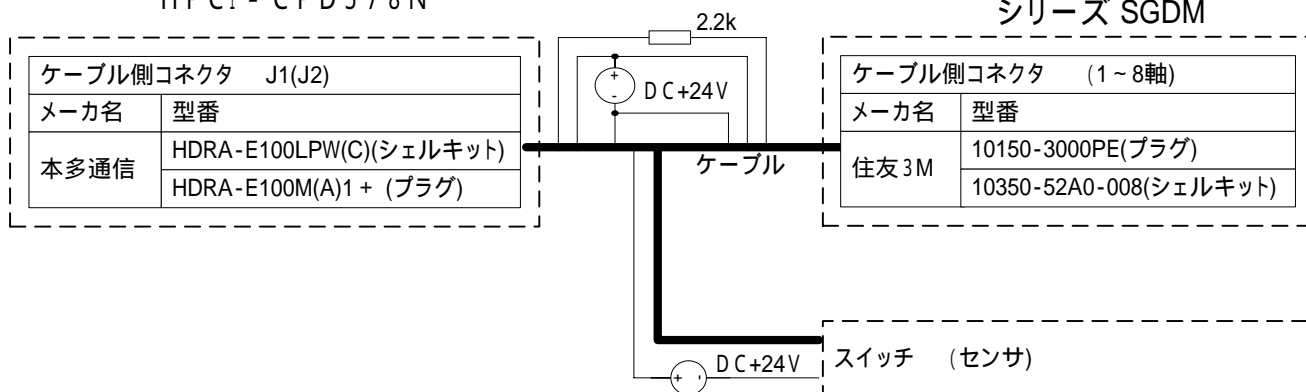 HPCI-CPD578N
シリーズ SGDM
2.2k
ケーブル側コネクタ J1(J2)
メーカ名 型番
本多通信
HDRA-E100LPW(C)(シェルキット)
HDRA-E100M(A)1+ (プラグ)
+
-
DC+24V
ケーブル
ケーブル側コネクタ (1~8軸)
メーカ名 型番
住友3M
10150-3000PE(プラグ)
10350-52A0-008(シェルキット)
DC+24V
+ -
スイッチ (センサ)